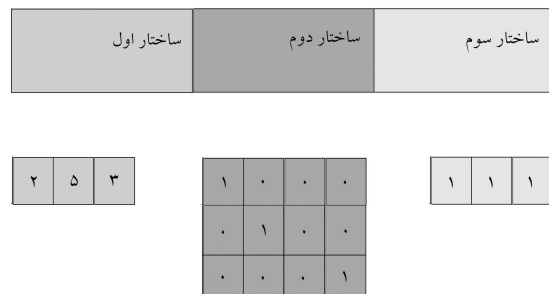 ساختار اول ساختار دوم ساختار سوم
۲ ۵ ۳ ۱ ۰ ۰ ۰ ۱ ۱ ۱
۰ ۱ ۰ ۰
۰ ۰ ۰ ۱